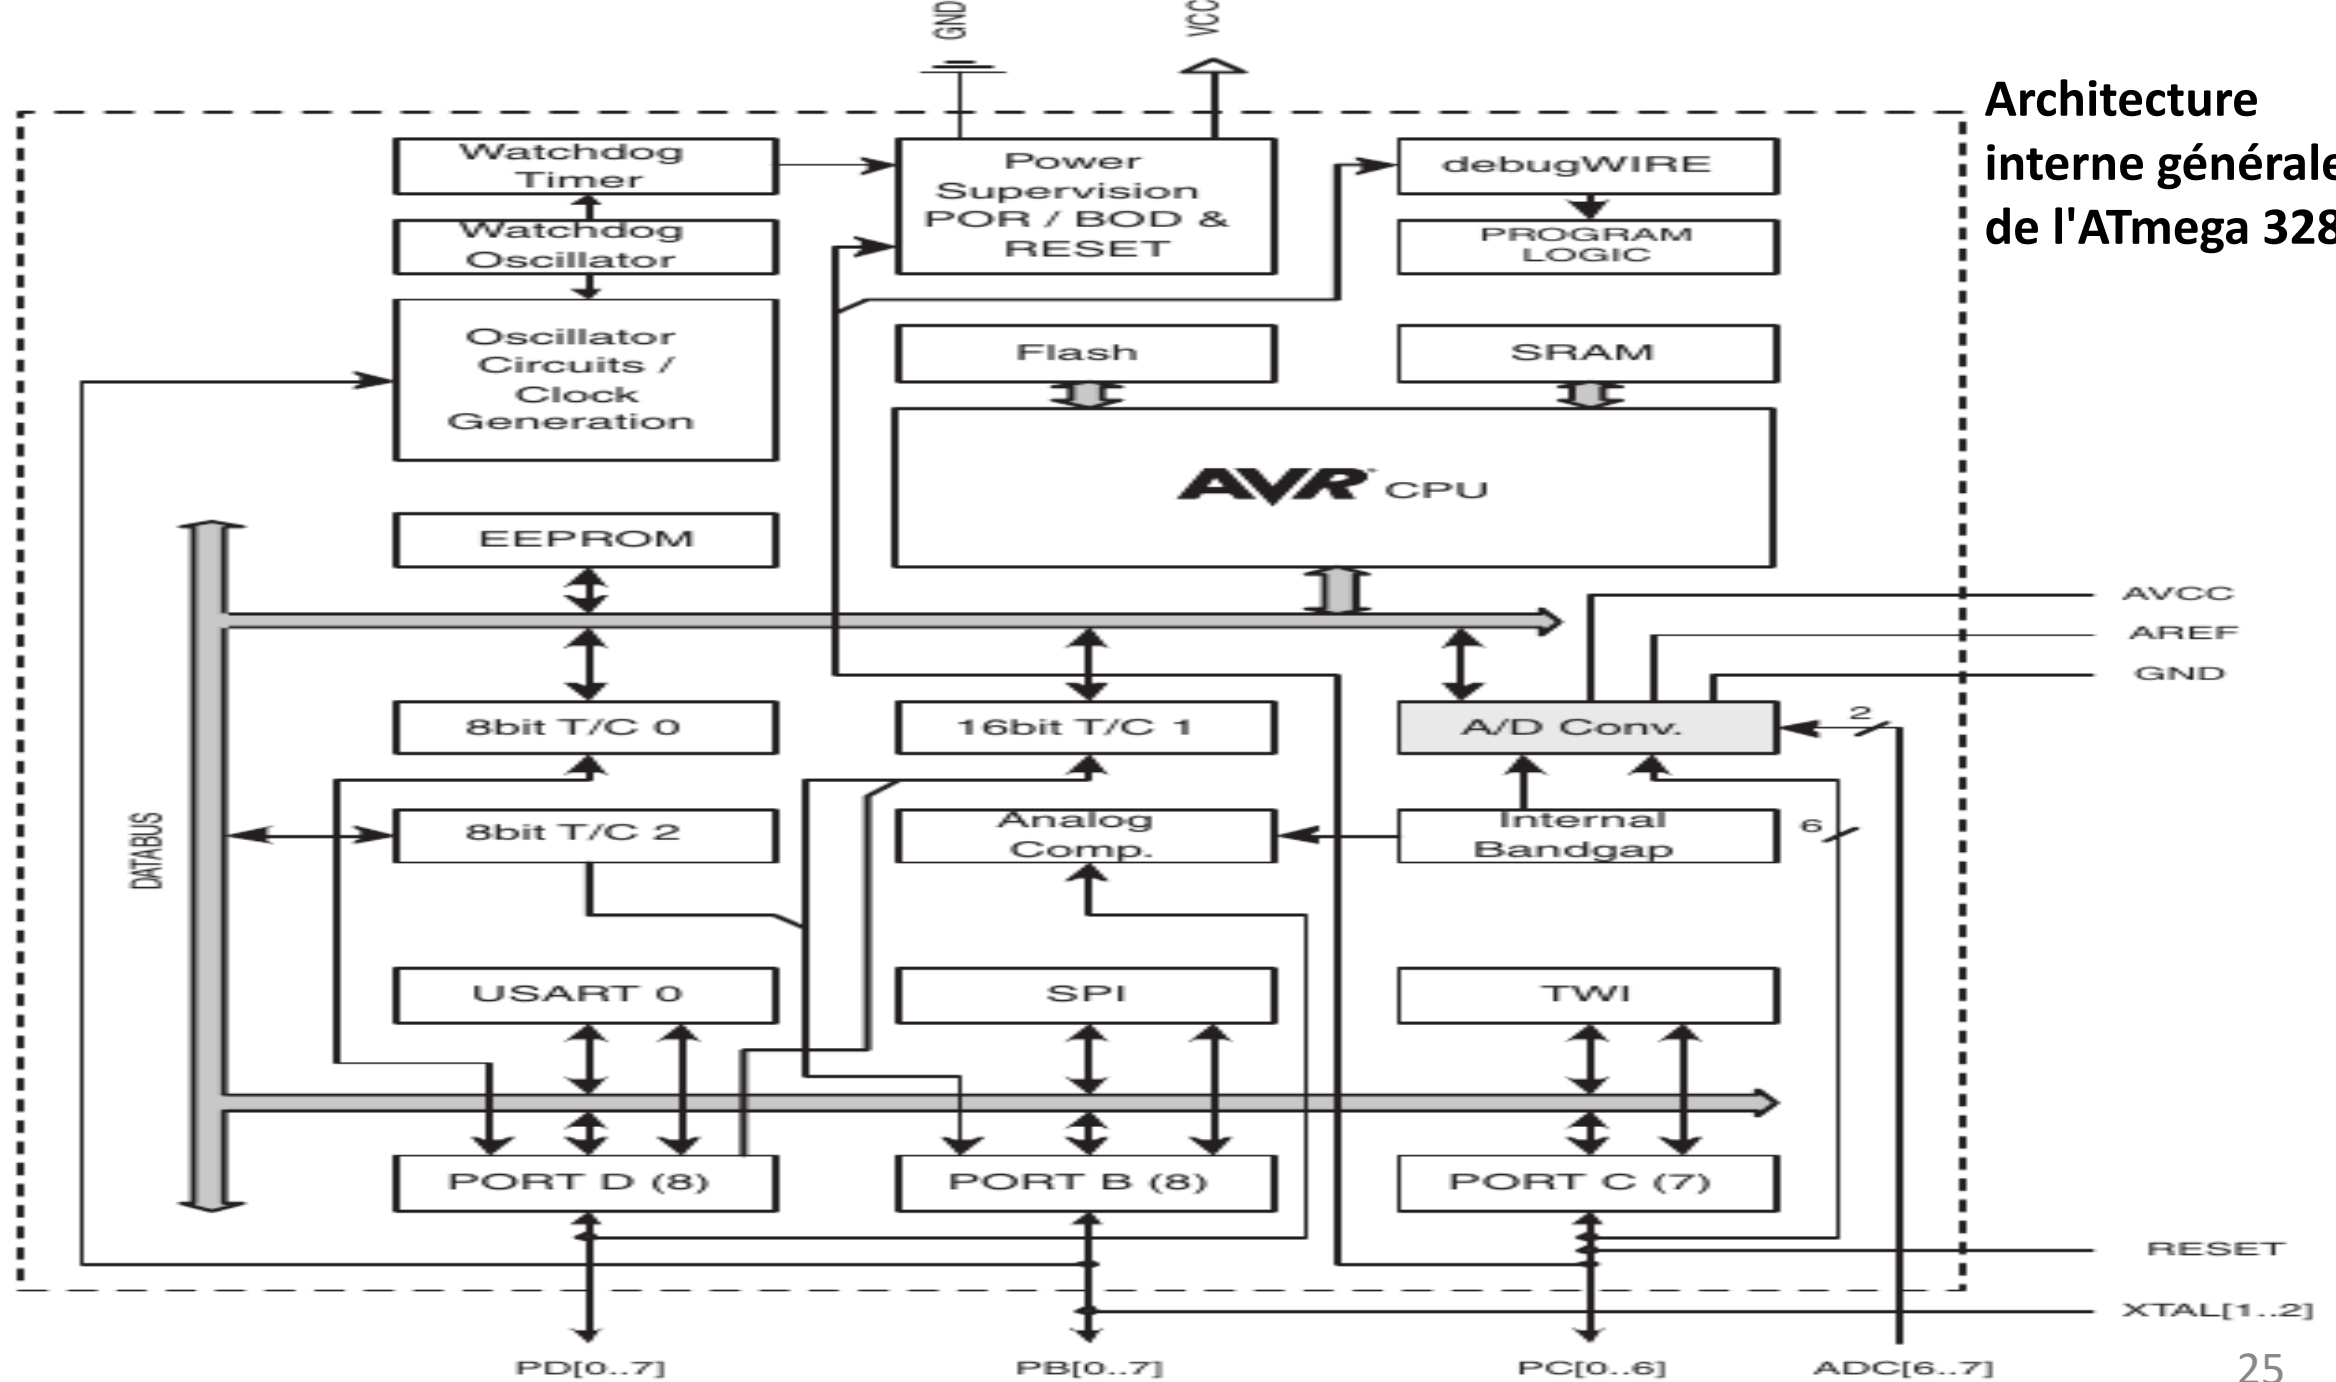 GND
VCC
Architecture
interne générale
de l'ATmega 328
Watchdog
Timer
Power
Supervision
POR / BOD &
RESET
debugWIRE
Watchdog
Oscillator
PROGRAM
LOGIC
Oscillator
Circuits /
Clock
Generation
Flash
SRAM
AVR CPU
EEPROM
AVCC
AREF
GND
8bit T/C 0
16bit T/C 1
A/D Conv.
2
DATABUS
8bit T/C 2
Analog
Comp.
Internal
Bandgap
6
USART 0
SPI
TWI
PORT D (8)
PORT B (8)
PORT C (7)
RESET
XTAL[1..2]
PD[0..7]
PB[0..7]
PC[0..6]
ADC[6..7]
25